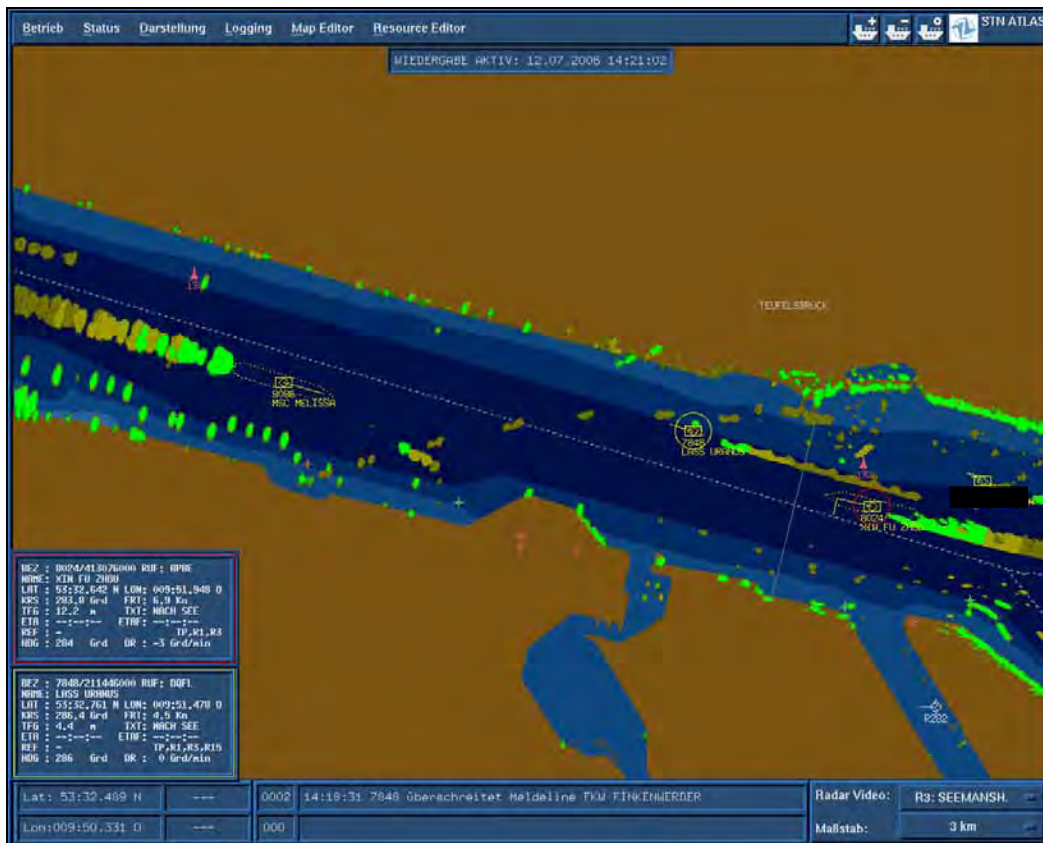 Betrieb Status Darstellung Logging Map Editor Resource Editor
STN ATLAS
WIEDERGABE AKTIV: 12.07.2006 14:21:02
TEUFELSBRÜCK
8086
MSC MELISSA
7848
LASS URANUS
8024
XIN FU
BEZ : 8024/413076000 RUF: BPBE
NAME: XIN FU ZHOU
LAT : 53:32.642 N LON: 009:51.948 O
KRS : 283,8 Grd FRT: 6,9 Kn
TFG : 12.2 m TXT: NACH SEE
ETA : --:--:-- ETAF: --:--:--
REF : - TP,R1,R3
HDG : 284 Grd DR : -3 Grd/min
BEZ : 7848/211446000 RUF: DQFL
NAME: LASS URANUS
LAT : 53:32.761 N LON: 009:51.478 O
KRS : 286,4 Grd FRT: 4,5 Kn
TFG : 4.4 m TXT: NACH SEE
ETA : --:--:-- ETAF: --:--:--
REF : - TP,R1,R3,R15
HDG : 286 Grd DR : 0 Grd/min
R202
Lat: 53:32.489 N --- 0002 14:18:31 7848 überschreitet Meldeline FKW FINKENWERDER
Lon:009:50.331 O --- 000
Radar Video: R3: SEEMANSH.
Maßstab: 3 km